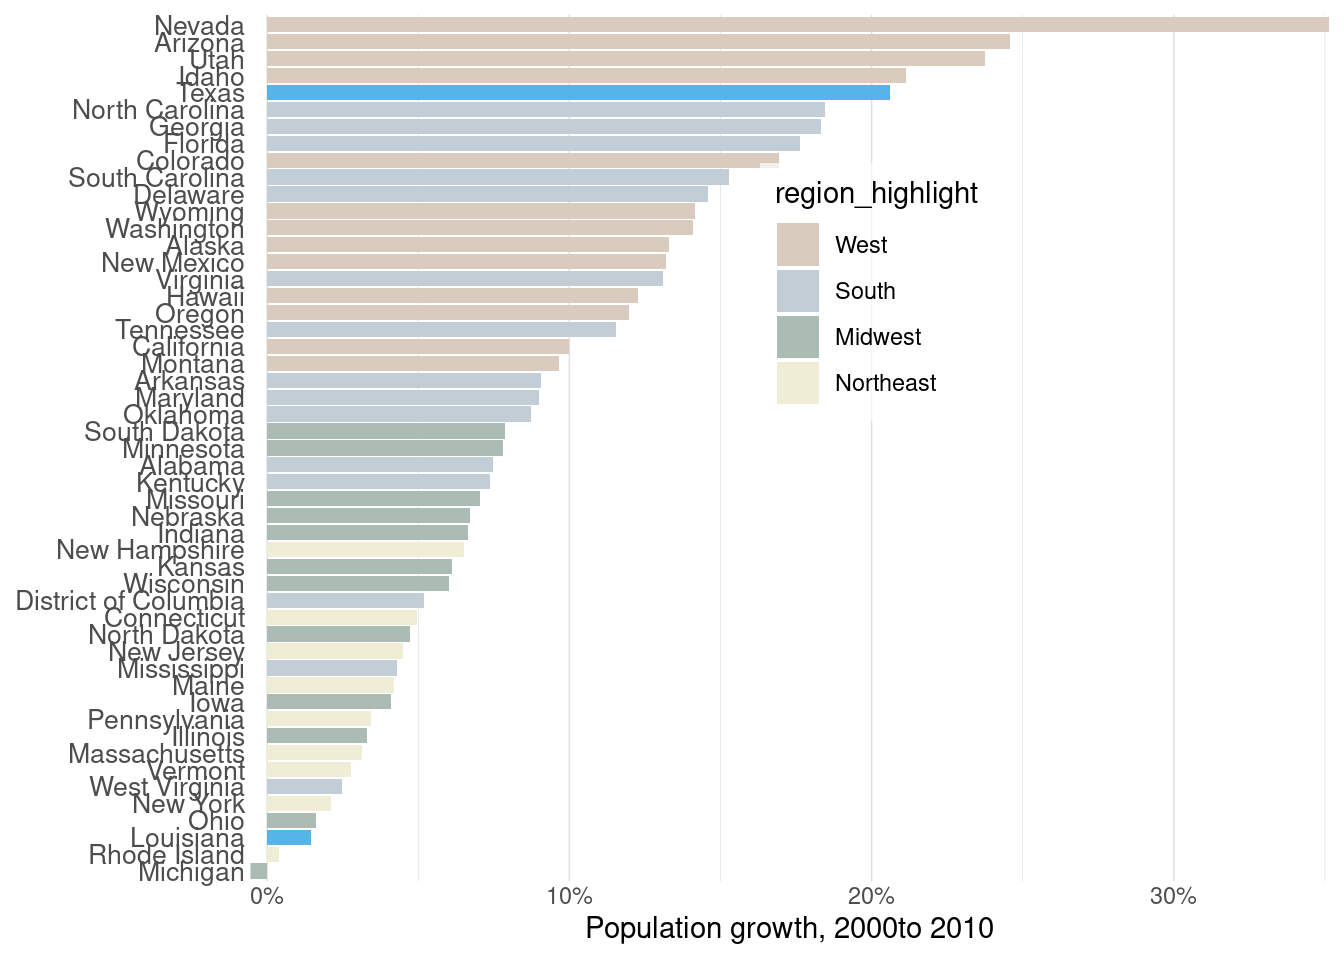 Nevada
Arizona
Utah
Idaho
Texas
North Carolina
Georgia
Florida
Colorado
South Carolina
Delaware
Wyoming
Washington
Alaska
New Mexico
Virginia
Hawaii
Oregon
Tennessee
California
Montana
Arkansas
Maryland
Oklahoma
South Dakota
Minnesota
Alabama
Kentucky
Missouri
Nebraska
Indiana
New Hampshire
Kansas
Wisconsin
District of Columbia
Connecticut
North Dakota
New Jersey
Mississippi
Maine
Iowa
Pennsylvania
Illinois
Massachusetts
Vermont
West Virginia
New York
Ohio
Louisiana
Rhode Island
Michigan
region_highlight
West
South
Midwest
Northeast
0% 10% 20% 30%
Population growth, 2000to 2010